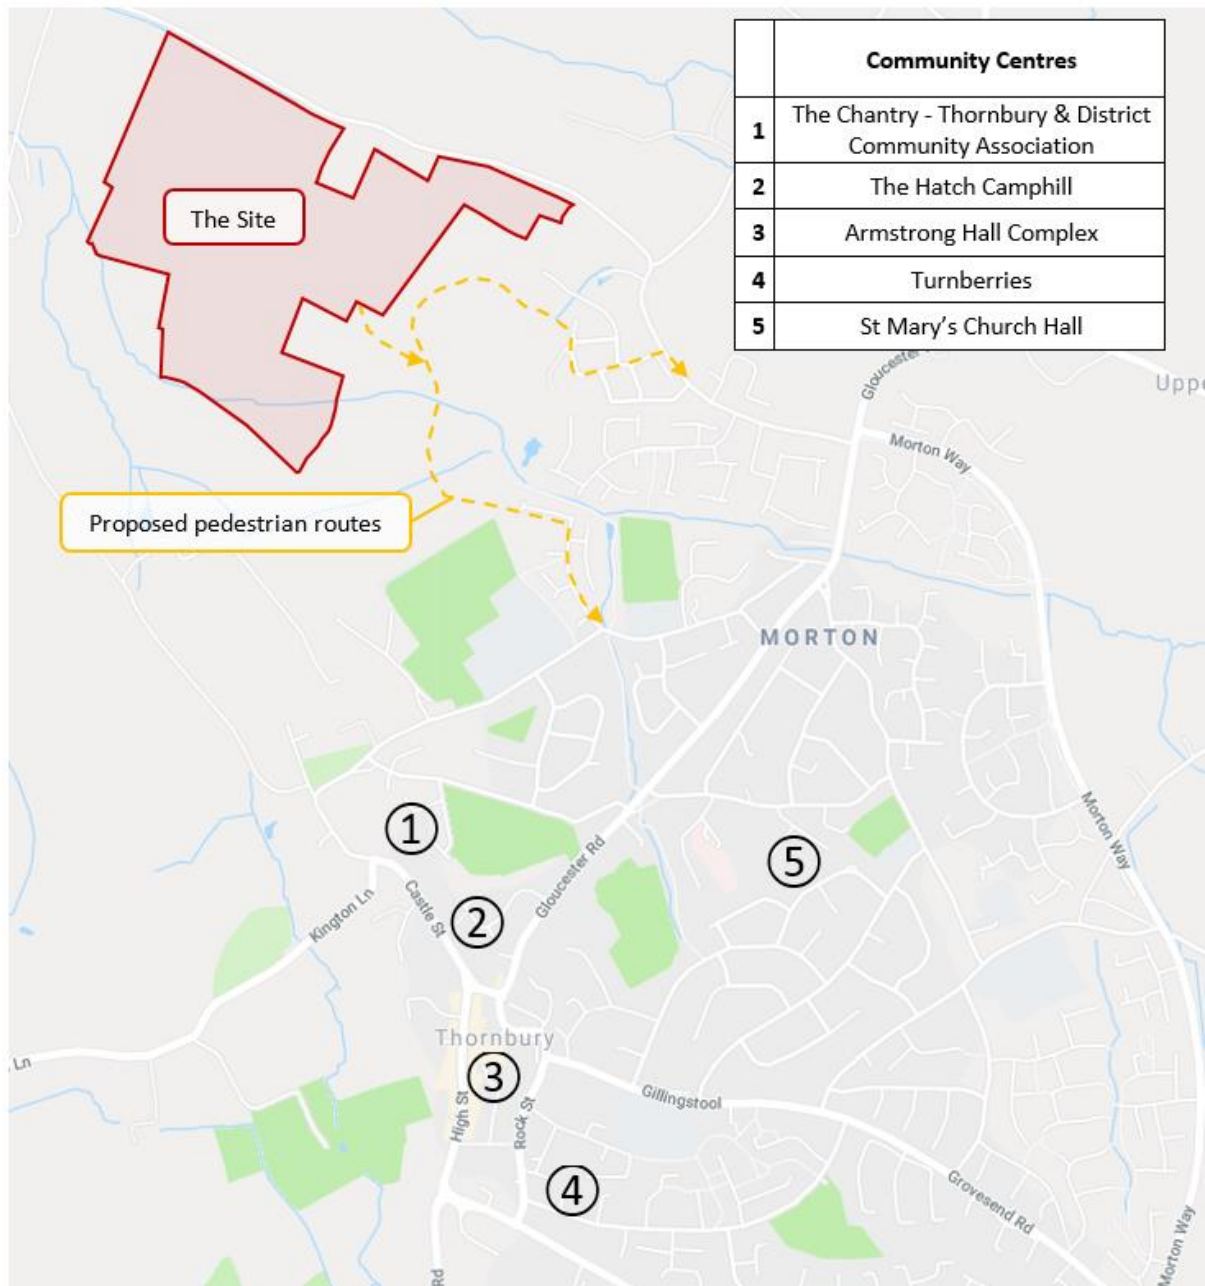 Community Centres
1 The Chantry - Thornbury & District
Community Association
2 The Hatch Camphill
3 Armstrong Hall Complex
4 Turnberries
5 St Mary's Church Hall
The Site
Gloucester
Uppe
Morton Way
Proposed pedestrian routes
MORTON
1
Morton Way
5
Gloucester Rd
Castle St
Kington Ln
2
Thornbury
Ln
3
High St
Rock St
Gillingstool
4
Grovesend Rd
Morton Way
Rd